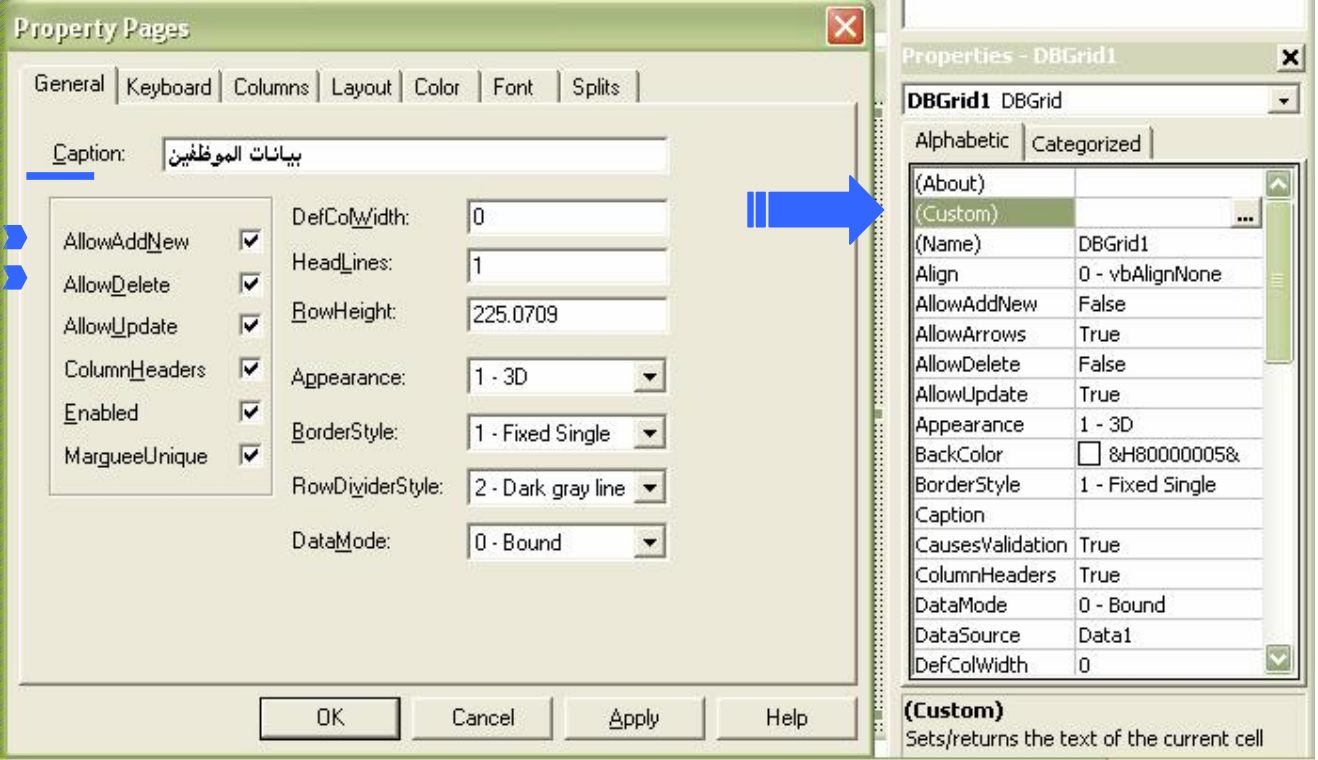 Property Pages
General Keyboard Columns Layout Color Font Splits
Caption: بيانات الموظفين
AllowAddNew
AllowDelete
AllowUpdate
ColumnHeaders
Enabled
MargueeUnique
DefColWidth: 0
HeadLines: 1
RowHeight: 225.0709
Appearance: 1 - 3D
BorderStyle: 1 - Fixed Single
RowDividerStyle: 2 - Dark gray line
DataMode: 0 - Bound
OK Cancel Apply Help
Properties - DBGrid1
DBGrid1 DBGrid
Alphabetic Categorized
(About)
(Custom) ...
(Name) DBGrid1
Align 0 - vbAlignNone
AllowAddNew False
AllowArrows True
AllowDelete False
AllowUpdate True
Appearance 1 - 3D
BackColor &H80000005&
BorderStyle 1 - Fixed Single
Caption
CausesValidation True
ColumnHeaders True
DataMode 0 - Bound
DataSource Data1
DefColWidth 0
(Custom)
Sets/returns the text of the current cell